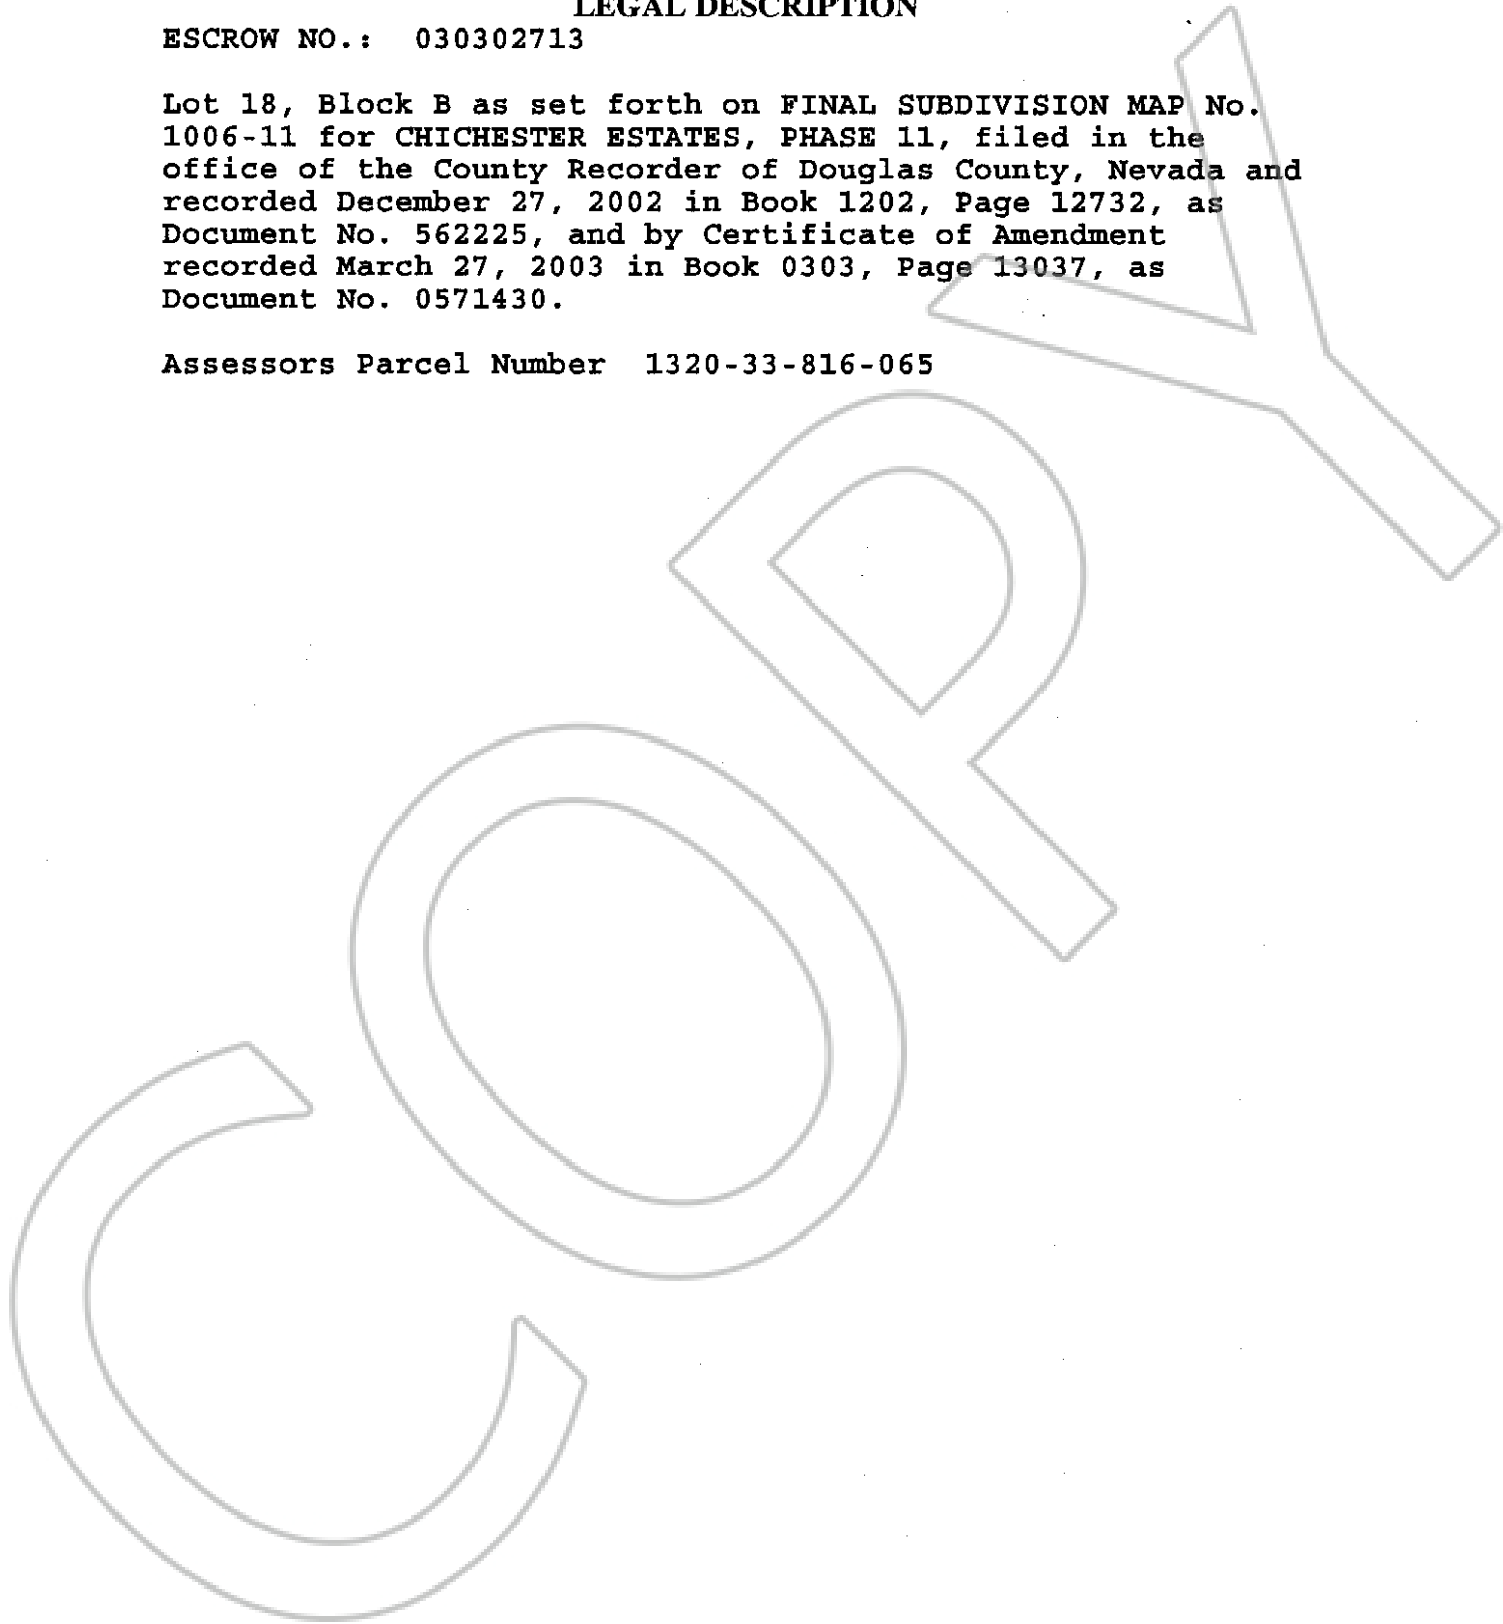 LEGAL DESCRIPTION
ESCROW NO.: 030302713
Lot 18, Block B as set forth on FINAL SUBDIVISION MAP No.
1006-11 for CHICHESTER ESTATES, PHASE 11, filed in the
office of the County Recorder of Douglas County, Nevada and
recorded December 27, 2002 in Book 1202, Page 12732, as
Document No. 562225, and by Certificate of Amendment
recorded March 27, 2003 in Book 0303, Page 13037, as
Document No. 0571430.
Assessors Parcel Number 1320-33-816-065
COPY